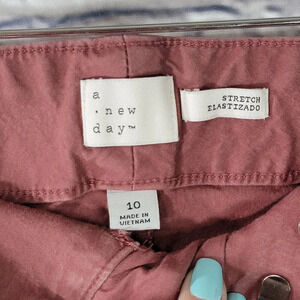 a
· new
day™
STRETCH
ELASTIZADO
10
MADE IN
VIETNAM